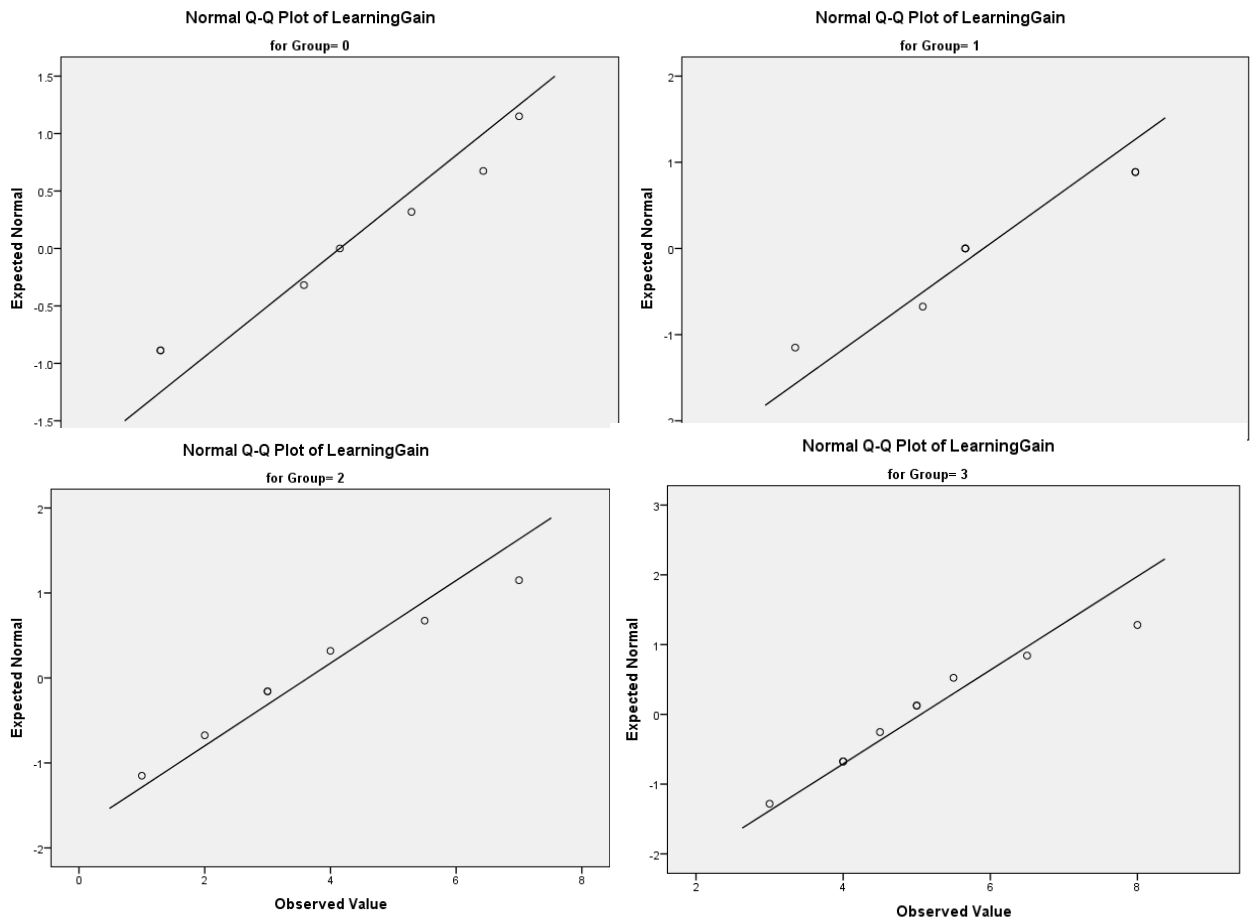 Normal Q-Q Plot of LearningGain
for Group= 0
1.5
1.0
0.5
0.0
-0.5
-1.0
-1.5
Expected Normal
Normal Q-Q Plot of LearningGain
for Group= 1
2
1
0
-1
Expected Normal
Normal Q-Q Plot of LearningGain
for Group= 2
2
1
0
-1
-2
Expected Normal
0 2 4 6 8
Observed Value
Normal Q-Q Plot of LearningGain
for Group= 3
3
2
1
0
-1
-2
Expected Normal
2 4 6 8
Observed Value